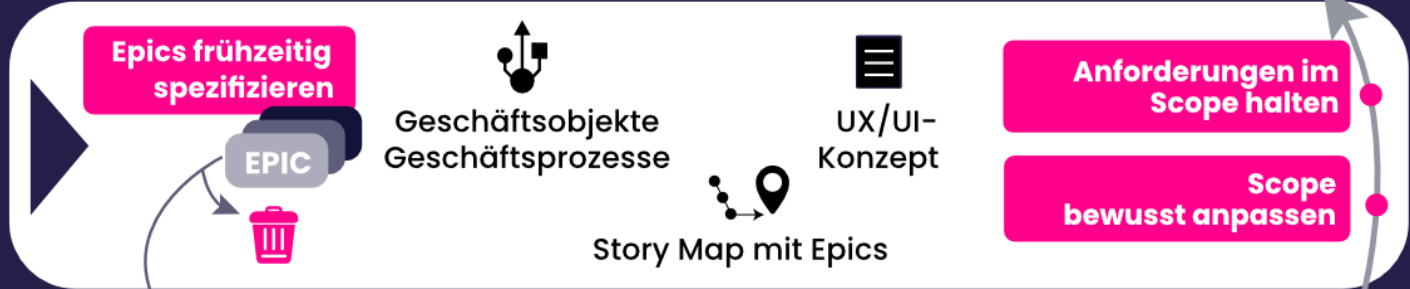 Epics frühzeitig
spezifizieren
EPIC
Geschäftsobjekte
Geschäftsprozesse
UX/UI-
Konzept
Story Map mit Epics
Anforderungen im
Scope halten
Scope
bewusst anpassen